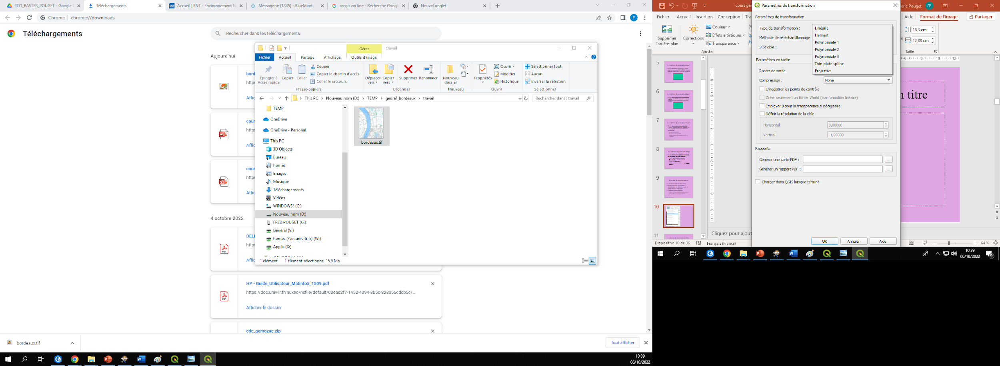 TD1_RASTER_POUGET - Google D
Téléchargements
Accueil | ENT - Environnement N
Messagerie (1845) - BlueMind
arcgis on line - Recherche Google
Nouvel onglet
Chrome
chrome://downloads
F
Téléchargements
Rechercher dans les téléchargements
Aujourd'hui
bord
https
Affic
cour
https
Affic
cour
https
Affic
4 octobre 2022
DELI
https
Affic
HP - Guide_Utilisateur_Matinfo5_1509.pdf
https://doc.univ-lr.fr/nuxeo/nxfile/default/03ead2f7-1452-4394-8b5c-828356cdcb5c/…
Afficher le dossier
cdc_gemozac.zip
bordeaux.tif
Tout afficher
10:39
06/10/2022
Gérer
travail
Fichier
Accueil
Partage
Affichage
Outils d'image
Épingler à
Accès rapide
Copier
Coller
Couper
Copier le chemin d'accès
Coller le raccourci
Presse-papiers
Déplacer
vers
Copier
vers
Supprimer
Renommer
Organiser
Nouveau
dossier
Nouveau
Propriétés
Ouvrir
Modifier
Historique
Ouvrir
Sélectionner tout
Aucun
Inverser la sélection
Sélectionner
This PC
Nouveau nom (D:)
TEMP
georef_bordeaux
travail
Rechercher dans : travail
TEMP
OneDrive
OneDrive - Personal
This PC
3D Objects
Bureau
homes
Images
Musique
Téléchargements
Vidéos
WINDOWS* (C:)
Nouveau nom (D:)
FRED POUGET (G:)
Général (V:)
homes (\\qi.univ-lr.fr) (W:)
Applis (X:)
FRED POUGET (G:)
bordeaux.tif
1 élément
1 élément sélectionné 15,9 Mo
cours geo
eric Pouget
FP
Fichier
Accueil
Insertion
Conception
Tra
Aide
Format de l'image
Partager
Supprimer
l'arrière-plan
Corrections
Couleur
Effets artistiques
Transparence
Ajuster
18,3 cm
12,88 cm
Taille
5
6
7
8
9
10
11
n titre
Cliquez pour ajout
Diapositive 10 de 36
Français (France)
64 %
Paramètres de transformation
Paramètres de transformation
Type de transformation :
Méthode de ré-échantillonnage
SCR cible :
Linéaire
Helmert
Polynomiale 1
Polynomiale 2
Polynomiale 3
Thin plate spline
Projective
Paramètres en sortie
Raster de sortie
Compression :
None
Enregistrer les points de contrôle
Créer seulement un fichier World (tranformation linéaire)
Employer 0 pour la transparence si nécessaire
Définir la résolution de la cible
Horizontal
0,00000
Vertical
-1,00000
Rapports
Générer une carte PDF :
...
Générer un rapport PDF :
...
Charger dans QGIS lorsque terminé
OK
Annuler
Aide
10:39
06/10/2022
9